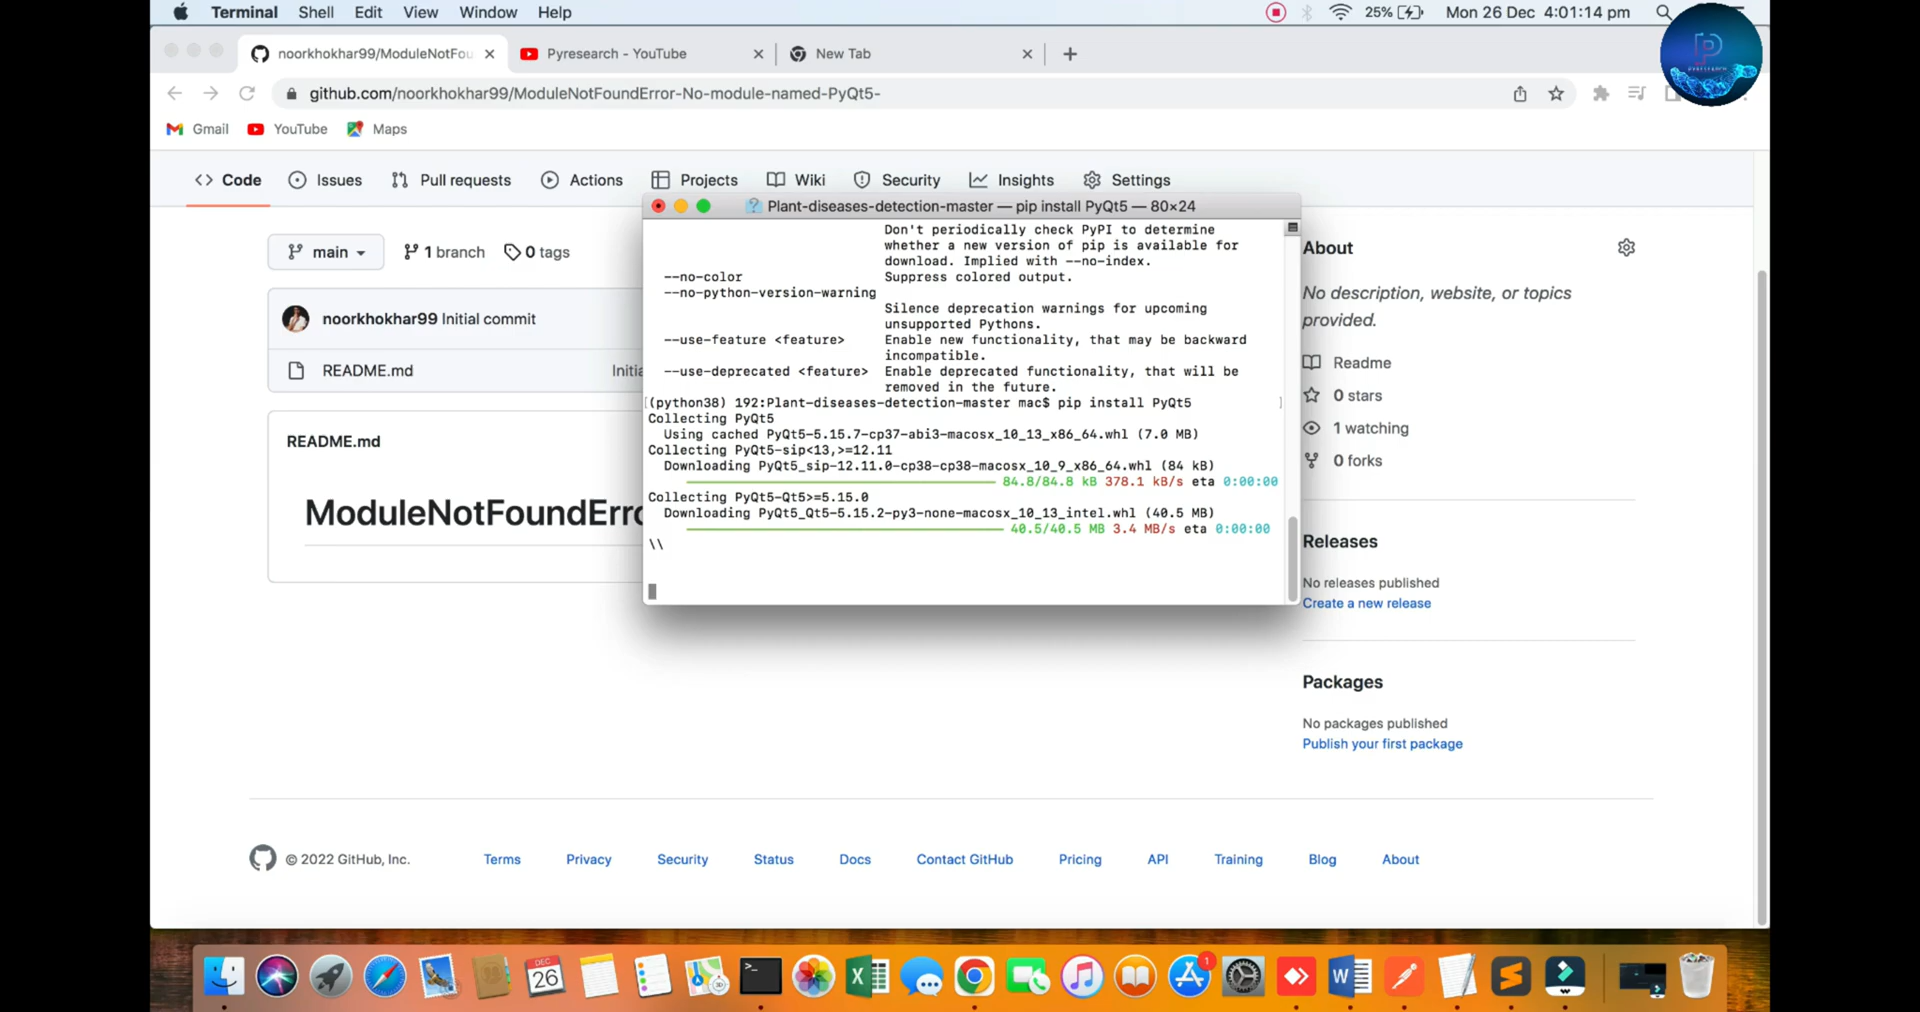 Terminal Shell Edit View Window Help 25% Mon 26 Dec 4:01:14 pm
noorkhokhar99/ModuleNotFou Pyresearch - YouTube New Tab
github.com/noorkhokhar99/ModuleNotFoundError-No-module-named-PyQt5-
Gmail YouTube Maps
Code Issues Pull requests Actions Projects Wiki Security Insights Settings
Plant-diseases-detection-master — pip install PyQt5 — 80×24
main 1 branch 0 tags
noorkhokhar99 Initial commit
README.md Initia
README.md
ModuleNotFoundErro
Don't periodically check PyPI to determine
whether a new version of pip is available for
download. Implied with --no-index.
--no-color Suppress colored output.
--no-python-version-warning
Silence deprecation warnings for upcoming
unsupported Pythons.
--use-feature <feature> Enable new functionality, that may be backward
incompatible.
--use-deprecated <feature> Enable deprecated functionality, that will be
removed in the future.
[(python38) 192:Plant-diseases-detection-master mac$ pip install PyQt5 ]
Collecting PyQt5
Using cached PyQt5-5.15.7-cp37-abi3-macosx_10_13_x86_64.whl (7.0 MB)
Collecting PyQt5-sip<13,>=12.11
Downloading PyQt5_sip-12.11.0-cp38-cp38-macosx_10_9_x86_64.whl (84 kB)
84.8/84.8 kB 378.1 kB/s eta 0:00:00
Collecting PyQt5-Qt5>=5.15.0
Downloading PyQt5_Qt5-5.15.2-py3-none-macosx_10_13_intel.whl (40.5 MB)
40.5/40.5 MB 3.4 MB/s eta 0:00:00
\\
About
No description, website, or topics
provided.
Readme
0 stars
1 watching
0 forks
Releases
No releases published
Create a new release
Packages
No packages published
Publish your first package
© 2022 GitHub, Inc. Terms Privacy Security Status Docs Contact GitHub Pricing API Training Blog About
DEC
26
1